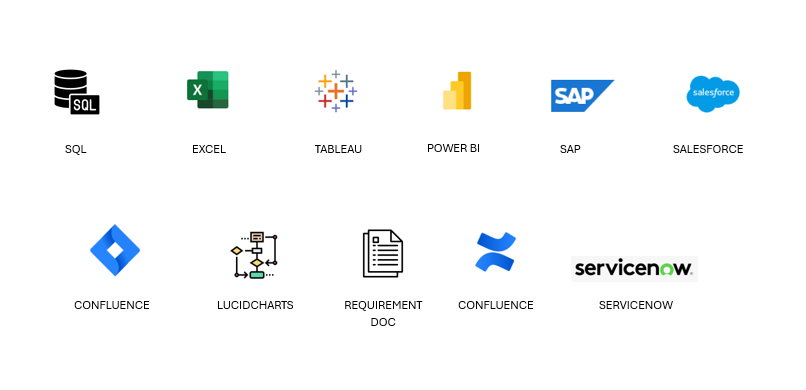 SQL
X
SAP
salesforce
SQL
EXCEL
TABLEAU
POWER BI
SAP
SALESFORCE
servicenow.
CONFLUENCE
LUCIDCHARTS
REQUIREMENT
DOC
CONFLUENCE
SERVICENOW